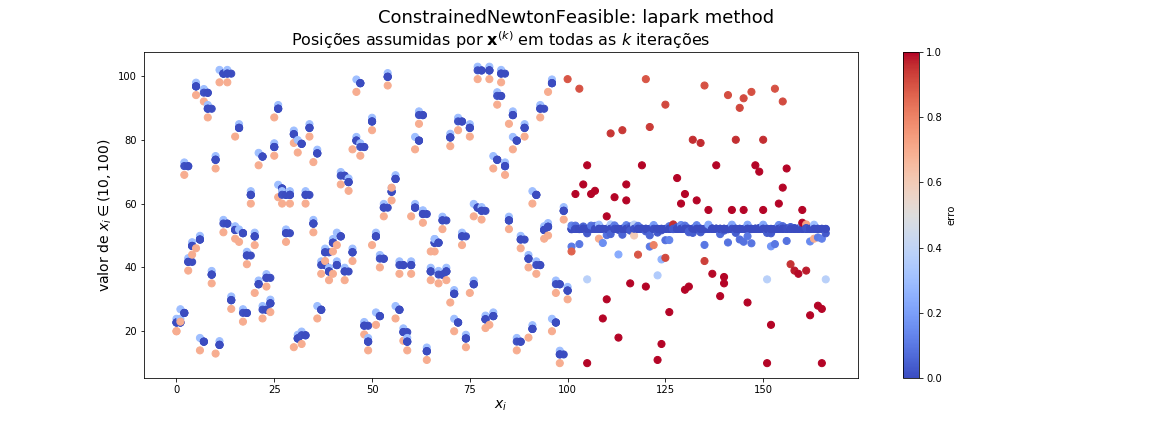 ConstrainedNewtonFeasible: lapark method
Posições assumidas por x^(k) em todas as k iterações
valor de x_i ∈ (10, 100)
100
80
60
40
20
0 25 50 75 100 125 150
x_i
1.0
0.8
0.6
0.4
0.2
0.0
erro